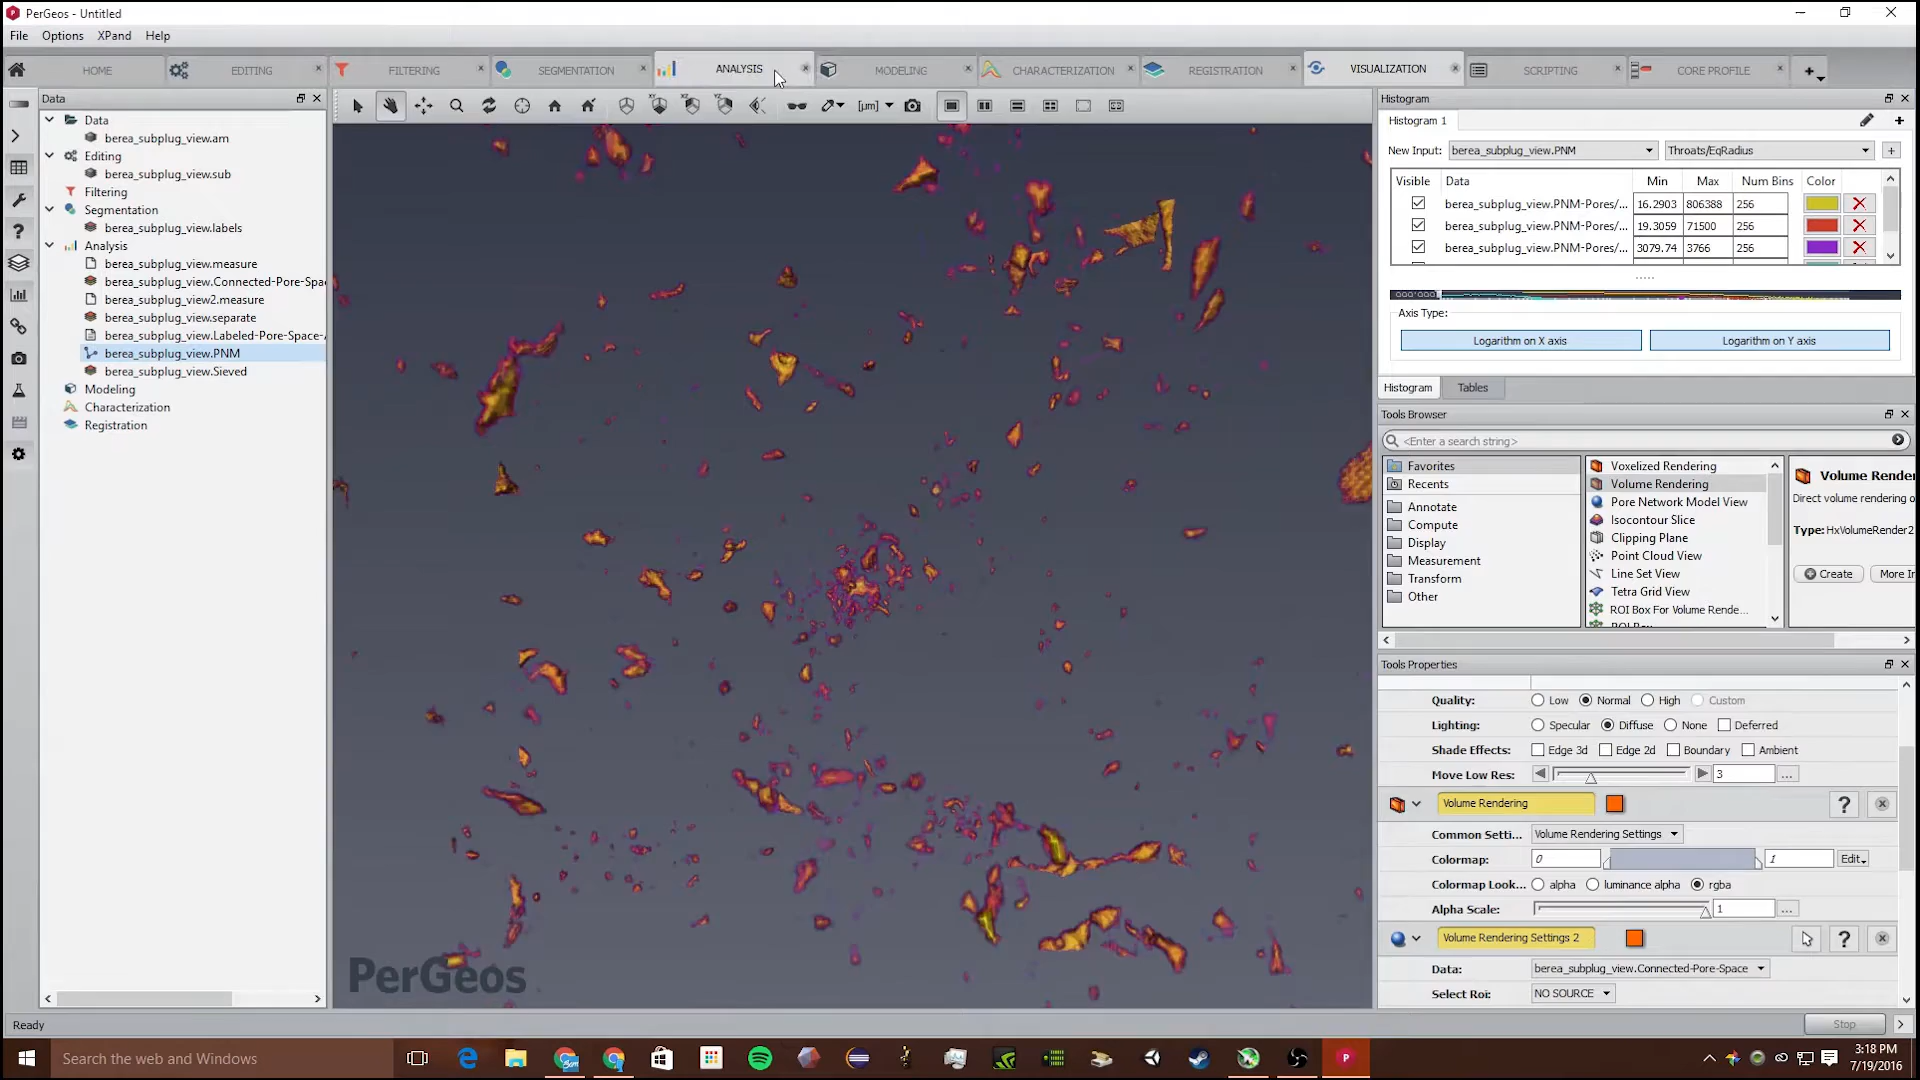 PerGeos - Untitled
File Options XPand Help
HOME EDITING FILTERING SEGMENTATION ANALYSIS MODELING CHARACTERIZATION REGISTRATION VISUALIZATION SCRIPTING CORE PROFILE
Data
Data
berea_subplug_view.am
Editing
berea_subplug_view.sub
Filtering
Segmentation
berea_subplug_view.labels
Analysis
berea_subplug_view.measure
berea_subplug_view.Connected-Pore-Spac
berea_subplug_view2.measure
berea_subplug_view.separate
berea_subplug_view.Labeled-Pore-Space-
berea_subplug_view.PNM
berea_subplug_view.Sieved
Modeling
Characterization
Registration
XY XZ YZ [µm]
PerGeos
Histogram
Histogram 1
New Input: berea_subplug_view.PNM Throats/EqRadius
Visible Data Min Max Num Bins Color
berea_subplug_view.PNM-Pores/... 16.2903 806388 256
berea_subplug_view.PNM-Pores/... 19.3059 71500 256
berea_subplug_view.PNM-Pores/... 3079.74 3766 256
Axis Type:
Logarithm on X axis Logarithm on Y axis
Histogram Tables
Tools Browser
<Enter a search string>
Favorites
Recents
Annotate
Compute
Display
Measurement
Transform
Other
Voxelized Rendering
Volume Rendering
Pore Network Model View
Isocontour Slice
Clipping Plane
Point Cloud View
Line Set View
Tetra Grid View
ROI Box For Volume Rende...
Volume Render
Direct volume rendering o
Type: HxVolumeRender2
Create More In
Tools Properties
Quality: Low Normal High Custom
Lighting: Specular Diffuse None Deferred
Shade Effects: Edge 3d Edge 2d Boundary Ambient
Move Low Res: 3 ...
Volume Rendering ?
Common Setti... Volume Rendering Settings
Colormap: 0 1 Edit
Colormap Look... alpha luminance alpha rgba
Alpha Scale: 1 ...
Volume Rendering Settings 2 ?
Data: berea_subplug_view.Connected-Pore-Space
Select Roi: NO SOURCE
Ready Stop
Search the web and Windows
3:18 PM
7/19/2016